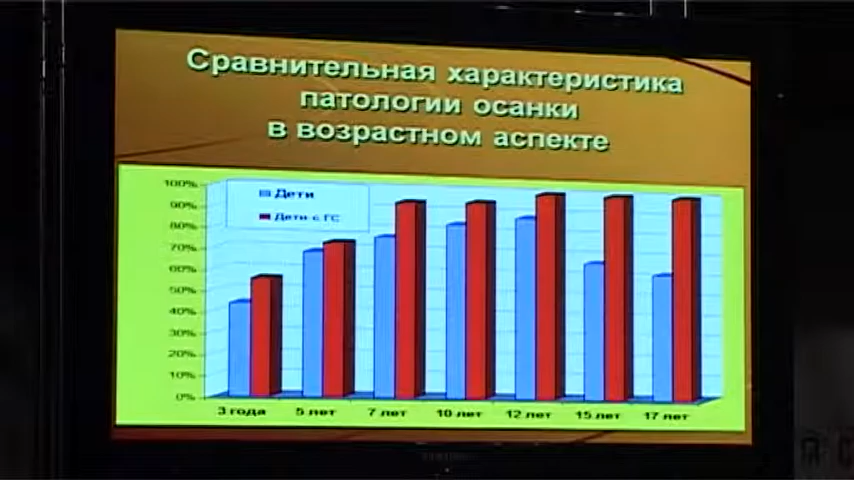 Сравнительная характеристика
патологии осанки
в возрастном аспекте
100%
90%
80%
70%
60%
50%
40%
30%
20%
10%
0%
Дети
Дети с ГС
3 года
5 лет
7 лет
10 лет
12 лет
15 лет
17 лет